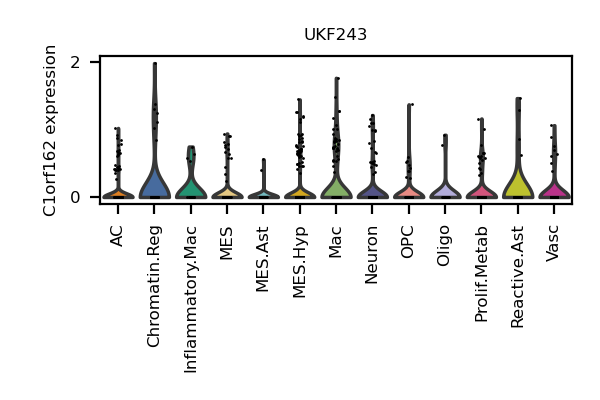 UKF243
C1orf162 expression
2
0
AC
Chromatin.Reg
Inflammatory.Mac
MES
MES.Ast
MES.Hyp
Mac
Neuron
OPC
Oligo
Prolif.Metab
Reactive.Ast
Vasc